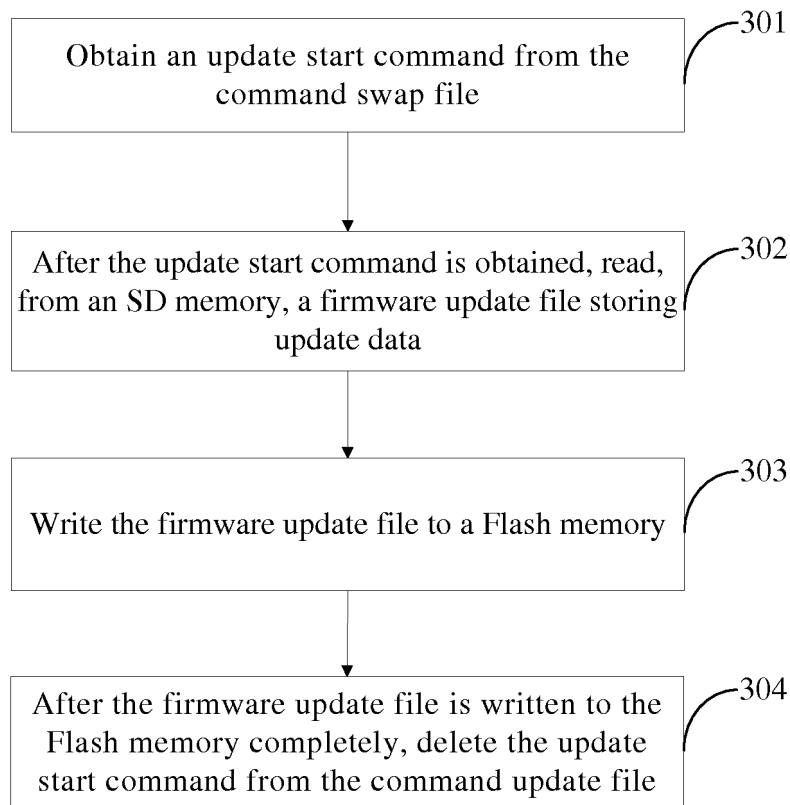 301
Obtain an update start command from the
command swap file
302
After the update start command is obtained, read,
from an SD memory, a firmware update file storing
update data
303
Write the firmware update file to a Flash memory
304
After the firmware update file is written to the
Flash memory completely, delete the update
start command from the command update file